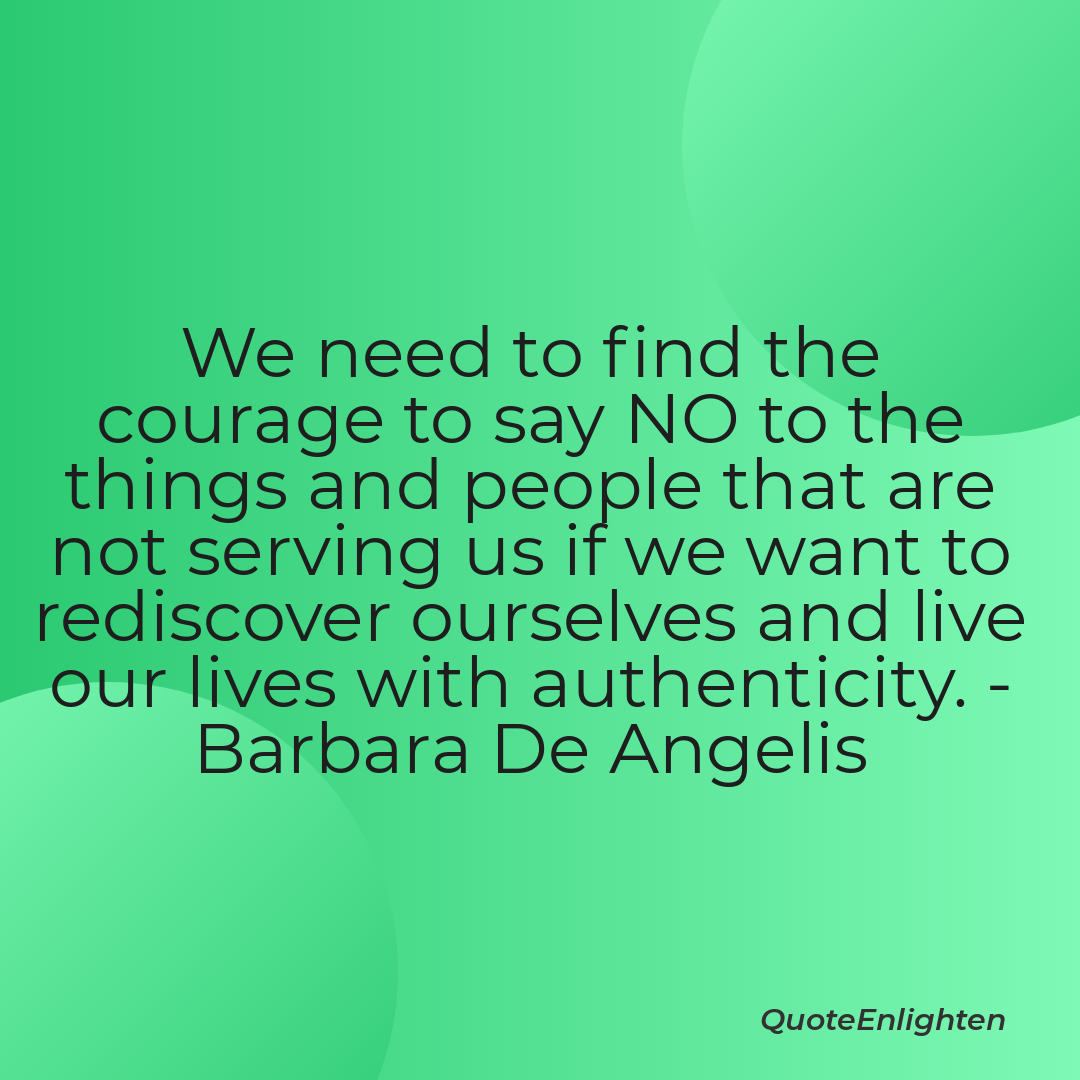 We need to find the
courage to say NO to the
things and people that are
not serving us if we want to
rediscover ourselves and live
our lives with authenticity. -
Barbara De Angelis
QuoteEnlighten